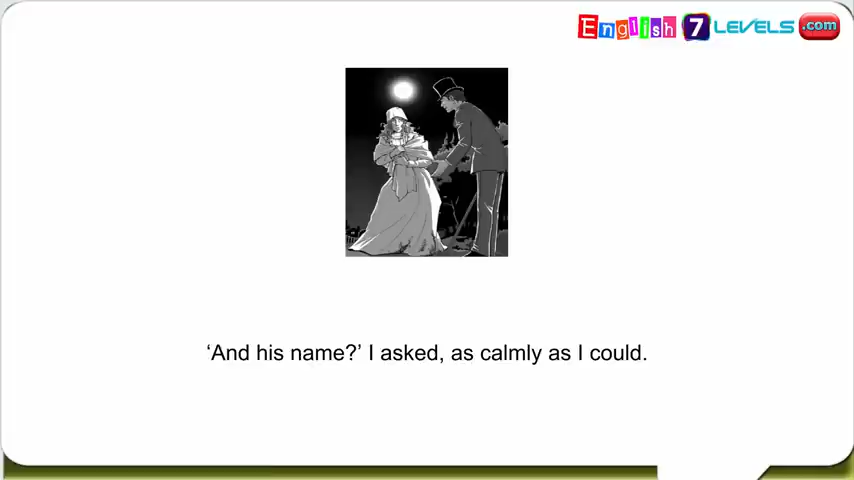 English 7 LEVELS .com
‘And his name?’ I asked, as calmly as I could.